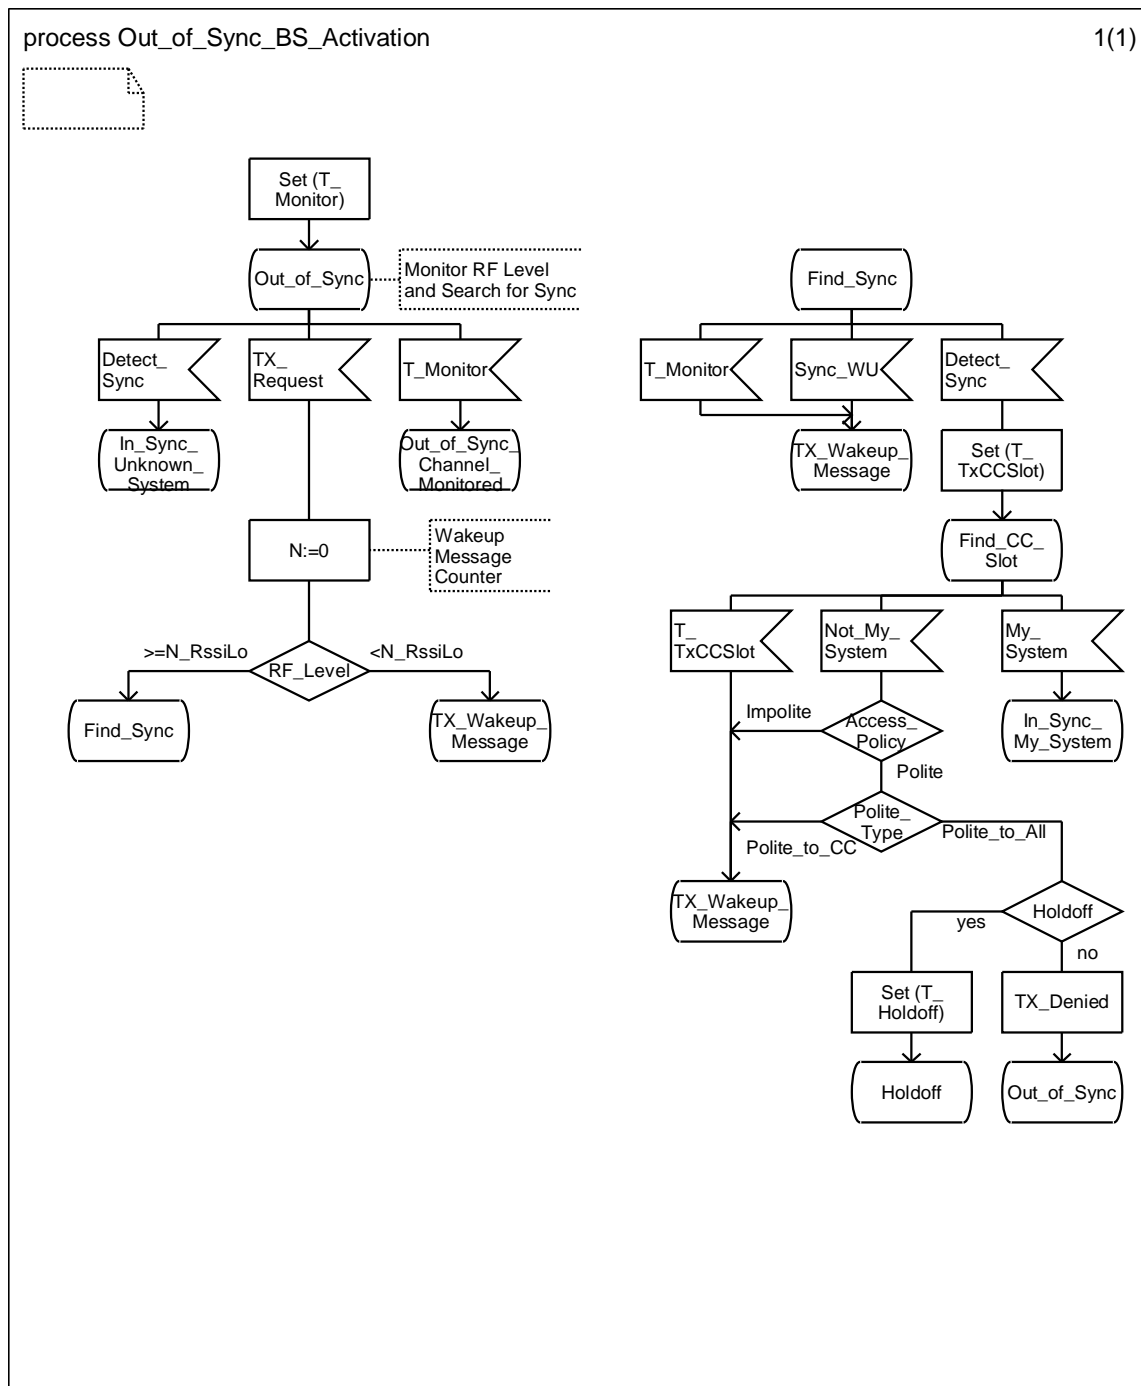 process Out_of_Sync_BS_Activation
1(1)
Set (T_
Monitor)
Out_of_Sync
Monitor RF Level
and Search for Sync
Detect_
Sync
TX_
Request
T_Monitor
In_Sync_
Unknown_
System
Out_of_Sync_
Channel_
Monitored
N:=0
Wakeup
Message
Counter
>=N_RssiLo
RF_Level
<N_RssiLo
Find_Sync
TX_Wakeup_
Message
Find_Sync
T_Monitor
Sync_WU
Detect_
Sync
TX_Wakeup_
Message
Set (T_
TxCCSlot)
Find_CC_
Slot
T_
TxCCSlot
Not_My_
System
My_
System
Impolite
Access_
Policy
In_Sync_
My_System
Polite
Polite_
Type
Polite_to_CC
Polite_to_All
TX_Wakeup_
Message
Holdoff
yes
no
Set (T_
Holdoff)
TX_Denied
Holdoff
Out_of_Sync